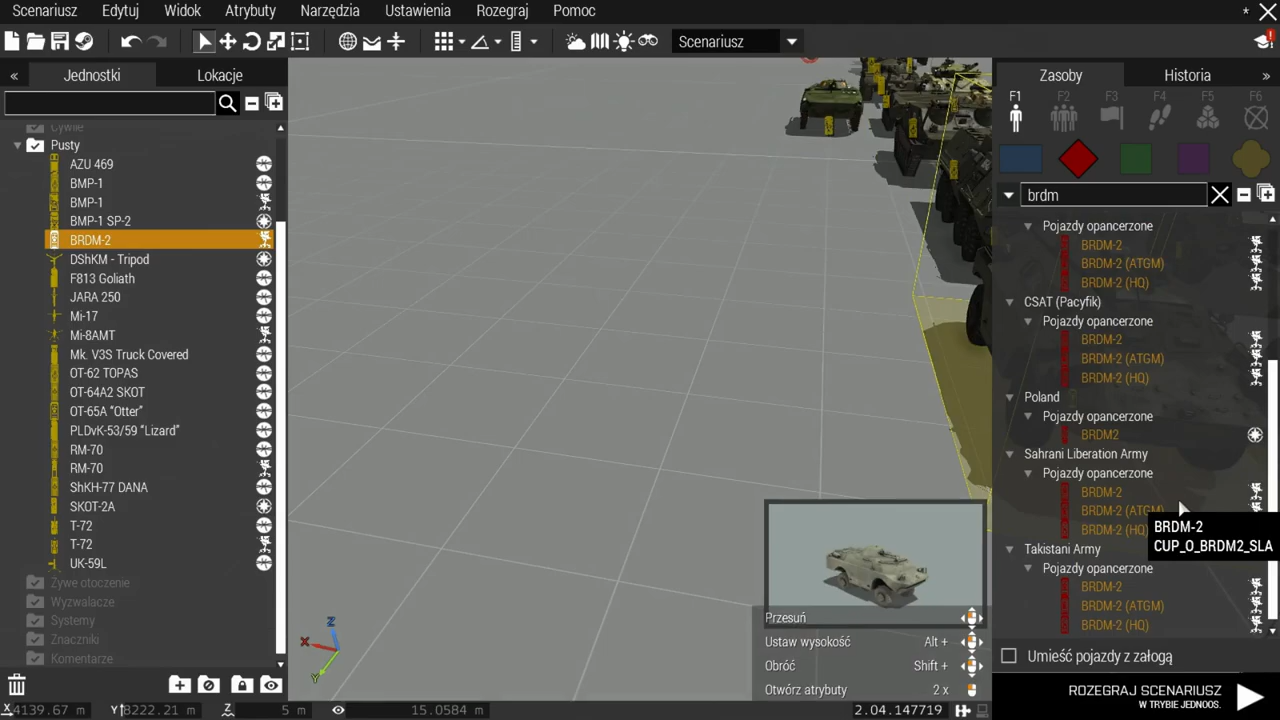 Scenariusz Edytuj Widok Atrybuty Narzędzia Ustawienia Rozegraj Pomoc *
Scenariusz
Jednostki Lokacje
Zasoby Historia
F1 F2 F3 F4 F5 F6
brdm
Cywile
Pusty
AZU 469
BMP-1
BMP-1
BMP-1 SP-2
BRDM-2
DShKM - Tripod
F813 Goliath
JARA 250
Mi-17
Mi-8AMT
Mk. V3S Truck Covered
OT-62 TOPAS
OT-64A2 SKOT
OT-65A "Otter"
PLDvK-53/59 "Lizard"
RM-70
RM-70
ShKH-77 DANA
SKOT-2A
T-72
T-72
UK-59L
Żywe otoczenie
Wyzwalacze
Systemy
Znaczniki
Komentarze
Pojazdy opancerzone
BRDM-2
BRDM-2 (ATGM)
BRDM-2 (HQ)
CSAT (Pacyfik)
Pojazdy opancerzone
BRDM-2
BRDM-2 (ATGM)
BRDM-2 (HQ)
Poland
Pojazdy opancerzone
BRDM2
Sahrani Liberation Army
Pojazdy opancerzone
BRDM-2
BRDM-2 (ATGM)
BRDM-2 (HQ)
BRDM-2
CUP_O_BRDM2_SLA
Takistani Army
Pojazdy opancerzone
BRDM-2
BRDM-2 (ATGM)
BRDM-2 (HQ)
Umieść pojazdy z załogą
Przesuń
Ustaw wysokość Alt +
Obróć Shift +
Otwórz atrybuty 2 x
X Y Z
X 4139.67 m Y 8222.21 m Z 5 m 15.0584 m 2.04.147719
ROZEGRAJ SCENARIUSZ
W TRYBIE JEDNOOS.